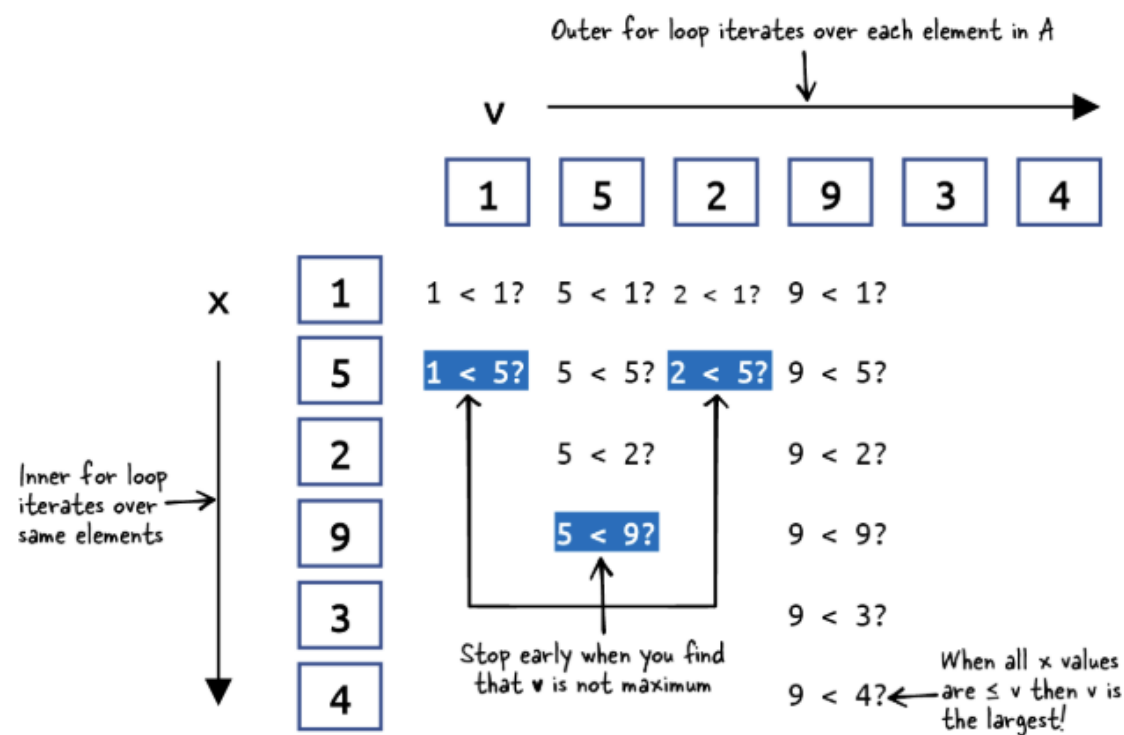 Outer for loop iterates over each element in A
v
1 5 2 9 3 4
x 1 1 < 1? 5 < 1? 2 < 1? 9 < 1?
5 1 < 5? 5 < 5? 2 < 5? 9 < 5?
2 5 < 2? 9 < 2?
Inner for loop
iterates over
same elements
9 5 < 9? 9 < 9?
3 9 < 3?
Stop early when you find
that v is not maximum
4 9 < 4?
When all x values
are ≤ v then v is
the largest!